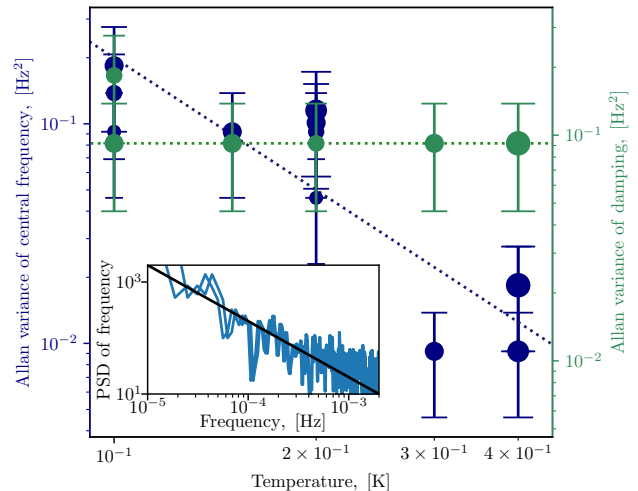 Allan variance of central frequency, [Hz²]
10⁻¹
10⁻²
Allan variance of damping, [Hz²]
10⁻¹
10⁻²
PSD of frequency
10³
10¹
10⁻⁵
10⁻⁴
10⁻³
Frequency, [Hz]
10⁻¹
2 × 10⁻¹
3 × 10⁻¹
4 × 10⁻¹
Temperature, [K]